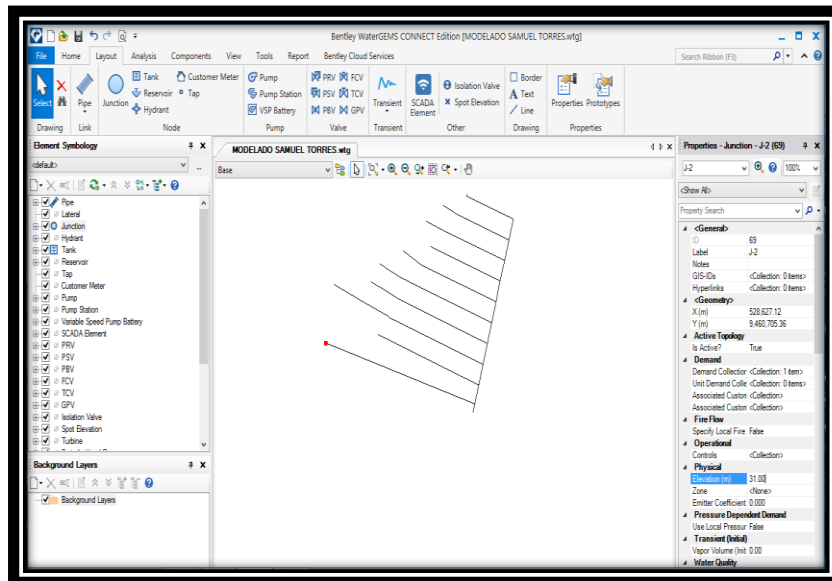 Bentley WaterGEMS CONNECT Edition [MODELADO SAMUEL TORRES.wtg]
File Home Layout Analysis Components View Tools Report Bentley Cloud Services Search Ribbon (F3)
Select Pipe Junction Tank Reservoir Hydrant Customer Meter Tap Pump Pump Station VSP Battery PRV FCV PSV TCV PBV GPV Transient SCADA Element Isolation Valve Spot Elevation Border Text Line Properties Prototypes
Drawing Link Node Pump Valve Transient Other Drawing Properties
Element Symbology
<default>
Pipe
Lateral
Junction
Hydrant
Tank
Reservoir
Tap
Customer Meter
Pump
Pump Station
Variable Speed Pump Battery
SCADA Element
PRV
PSV
PBV
FCV
TCV
GPV
Isolation Valve
Spot Elevation
Turbine
Background Layers
Background Layers
MODELADO SAMUEL TORRES.wtg
Base
Properties - Junction - J-2 (69)
J-2 100%
<Show All>
Property Search
<General>
ID 69
Label J-2
Notes
GIS-IDs <Collection: 0 items>
Hyperlinks <Collection: 0 items>
<Geometry>
X (m) 528,627.12
Y (m) 9,460,705.36
Active Topology
Is Active? True
Demand
Demand Collection <Collection: 1 item>
Unit Demand Colle <Collection: 0 items>
Associated Custon <Collection>
Associated Custon <Collection>
Fire Flow
Specify Local Fire False
Operational
Controls <Collection>
Physical
Elevation (m) 31.00
Zone <None>
Emitter Coefficient 0.000
Pressure Dependent Demand
Use Local Pressur False
Transient (Initial)
Vapor Volume (Init 0.00
Water Quality